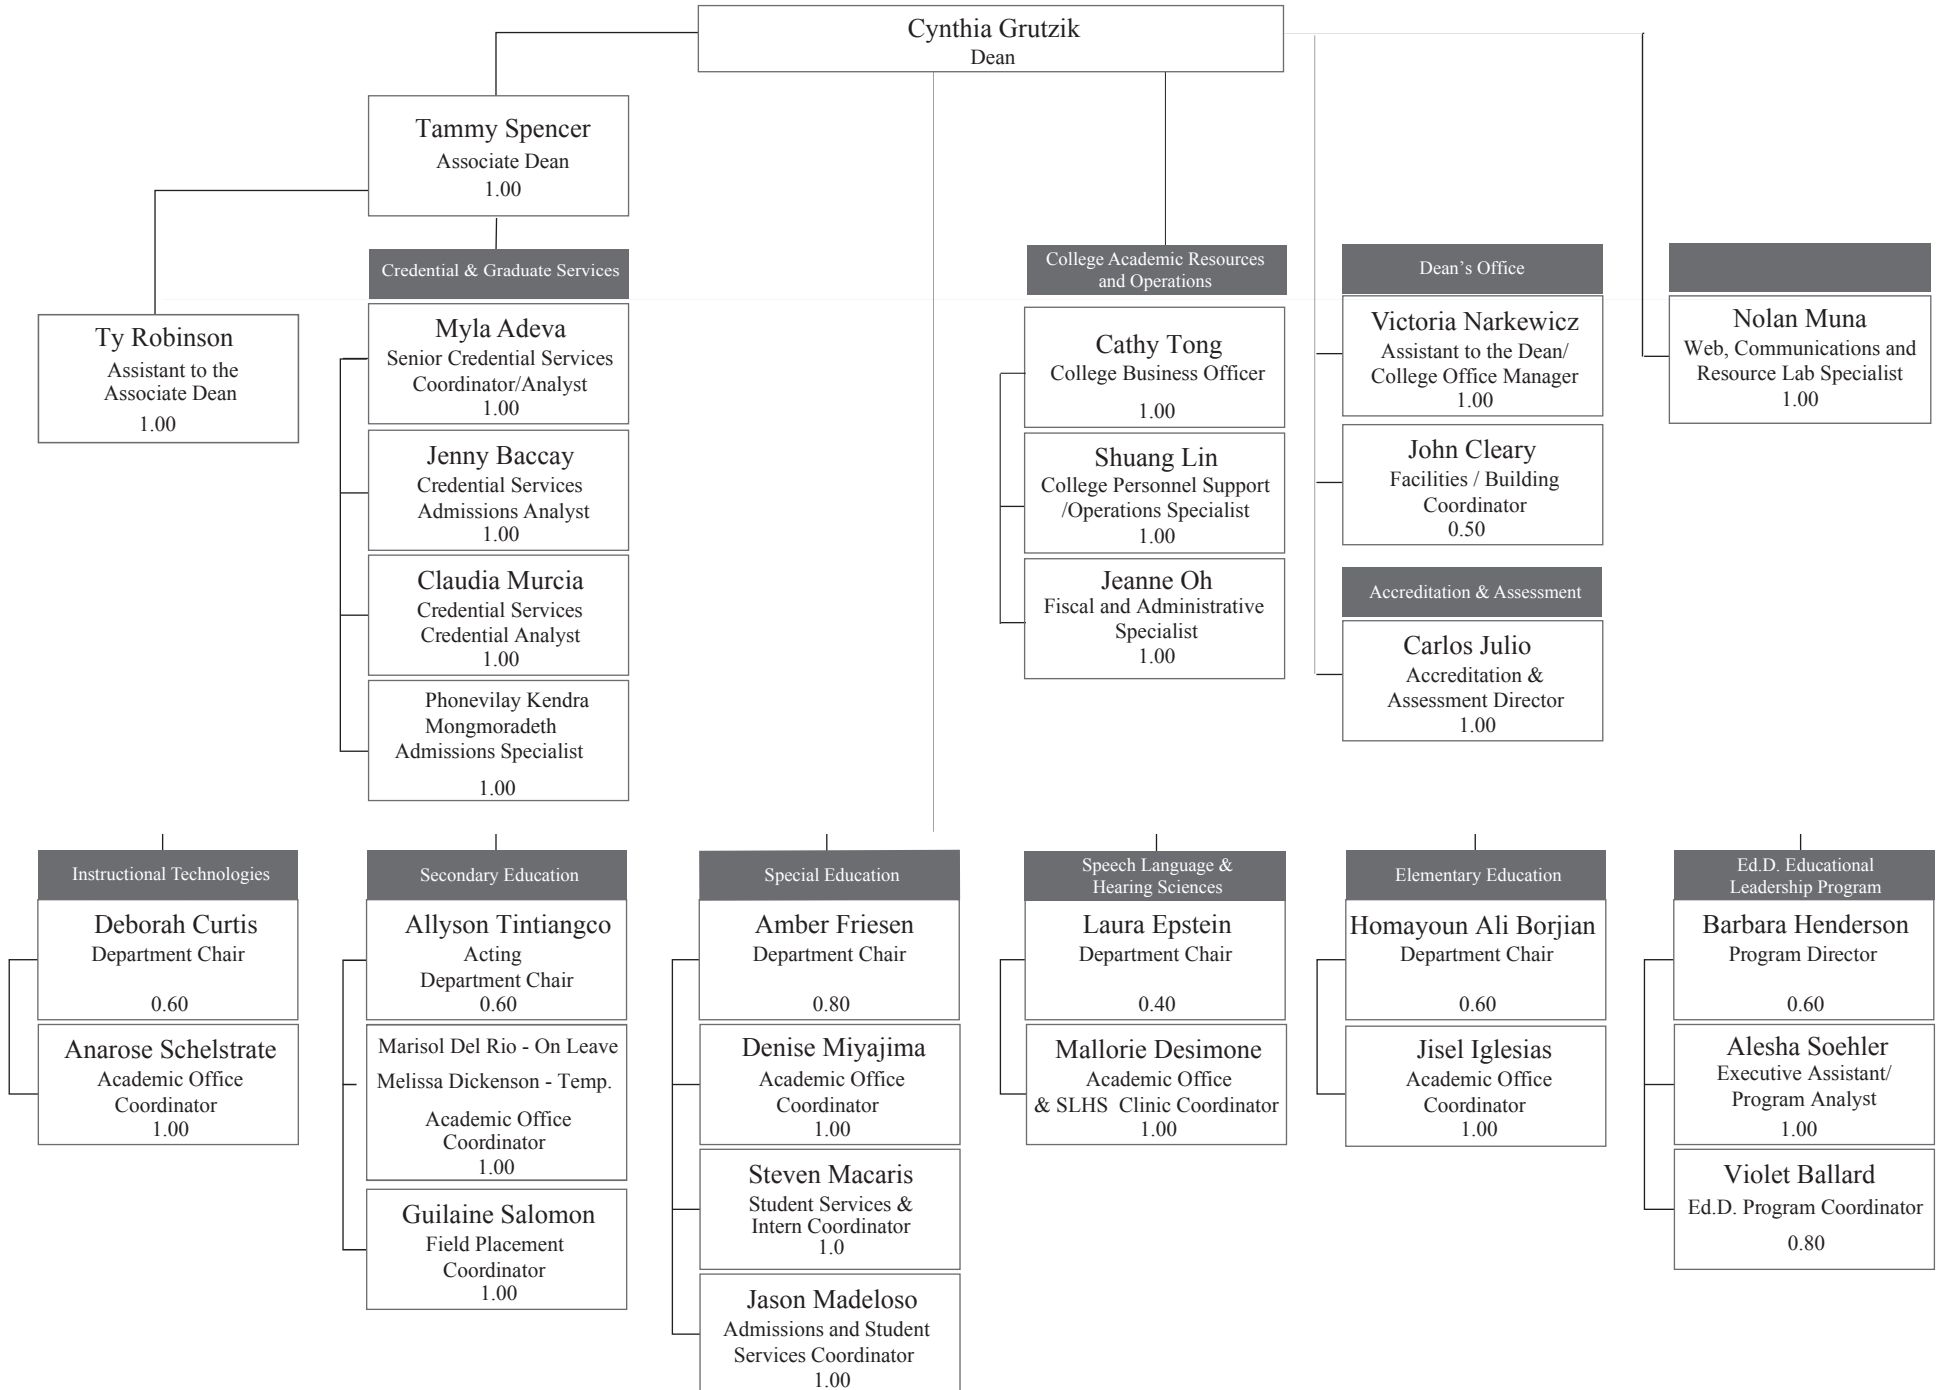 Cynthia Grutzik
Dean
Tammy Spencer
Associate Dean
1.00
Ty Robinson
Assistant to the
Associate Dean
1.00
Credential & Graduate Services
Myla Adeva
Senior Credential Services
Coordinator/Analyst
1.00
Jenny Baccay
Credential Services
Admissions Analyst
1.00
Claudia Murcia
Credential Services
Credential Analyst
1.00
Phonevilay Kendra
Mongmoradeth
Admissions Specialist
1.00
College Academic Resources
and Operations
Cathy Tong
College Business Officer
1.00
Shuang Lin
College Personnel Support
/Operations Specialist
1.00
Jeanne Oh
Fiscal and Administrative
Specialist
1.00
Dean’s Office
Victoria Narkewicz
Assistant to the Dean/
College Office Manager
1.00
John Cleary
Facilities / Building
Coordinator
0.50
Accreditation & Assessment
Carlos Julio
Accreditation &
Assessment Director
1.00
Nolan Muna
Web, Communications and
Resource Lab Specialist
1.00
Instructional Technologies
Deborah Curtis
Department Chair
0.60
Anarose Schelstrate
Academic Office
Coordinator
1.00
Secondary Education
Allyson Tintiangco
Acting
Department Chair
0.60
Marisol Del Rio - On Leave
Melissa Dickenson - Temp.
Academic Office
Coordinator
1.00
Guilaine Salomon
Field Placement
Coordinator
1.00
Special Education
Amber Friesen
Department Chair
0.80
Denise Miyajima
Academic Office
Coordinator
1.00
Steven Macaris
Student Services &
Intern Coordinator
1.0
Jason Madeloso
Admissions and Student
Services Coordinator
1.00
Speech Language &
Hearing Sciences
Laura Epstein
Department Chair
0.40
Mallorie Desimone
Academic Office
& SLHS Clinic Coordinator
1.00
Elementary Education
Homayoun Ali Borjian
Department Chair
0.60
Jisel Iglesias
Academic Office
Coordinator
1.00
Ed.D. Educational
Leadership Program
Barbara Henderson
Program Director
0.60
Alesha Soehler
Executive Assistant/
Program Analyst
1.00
Violet Ballard
Ed.D. Program Coordinator
0.80